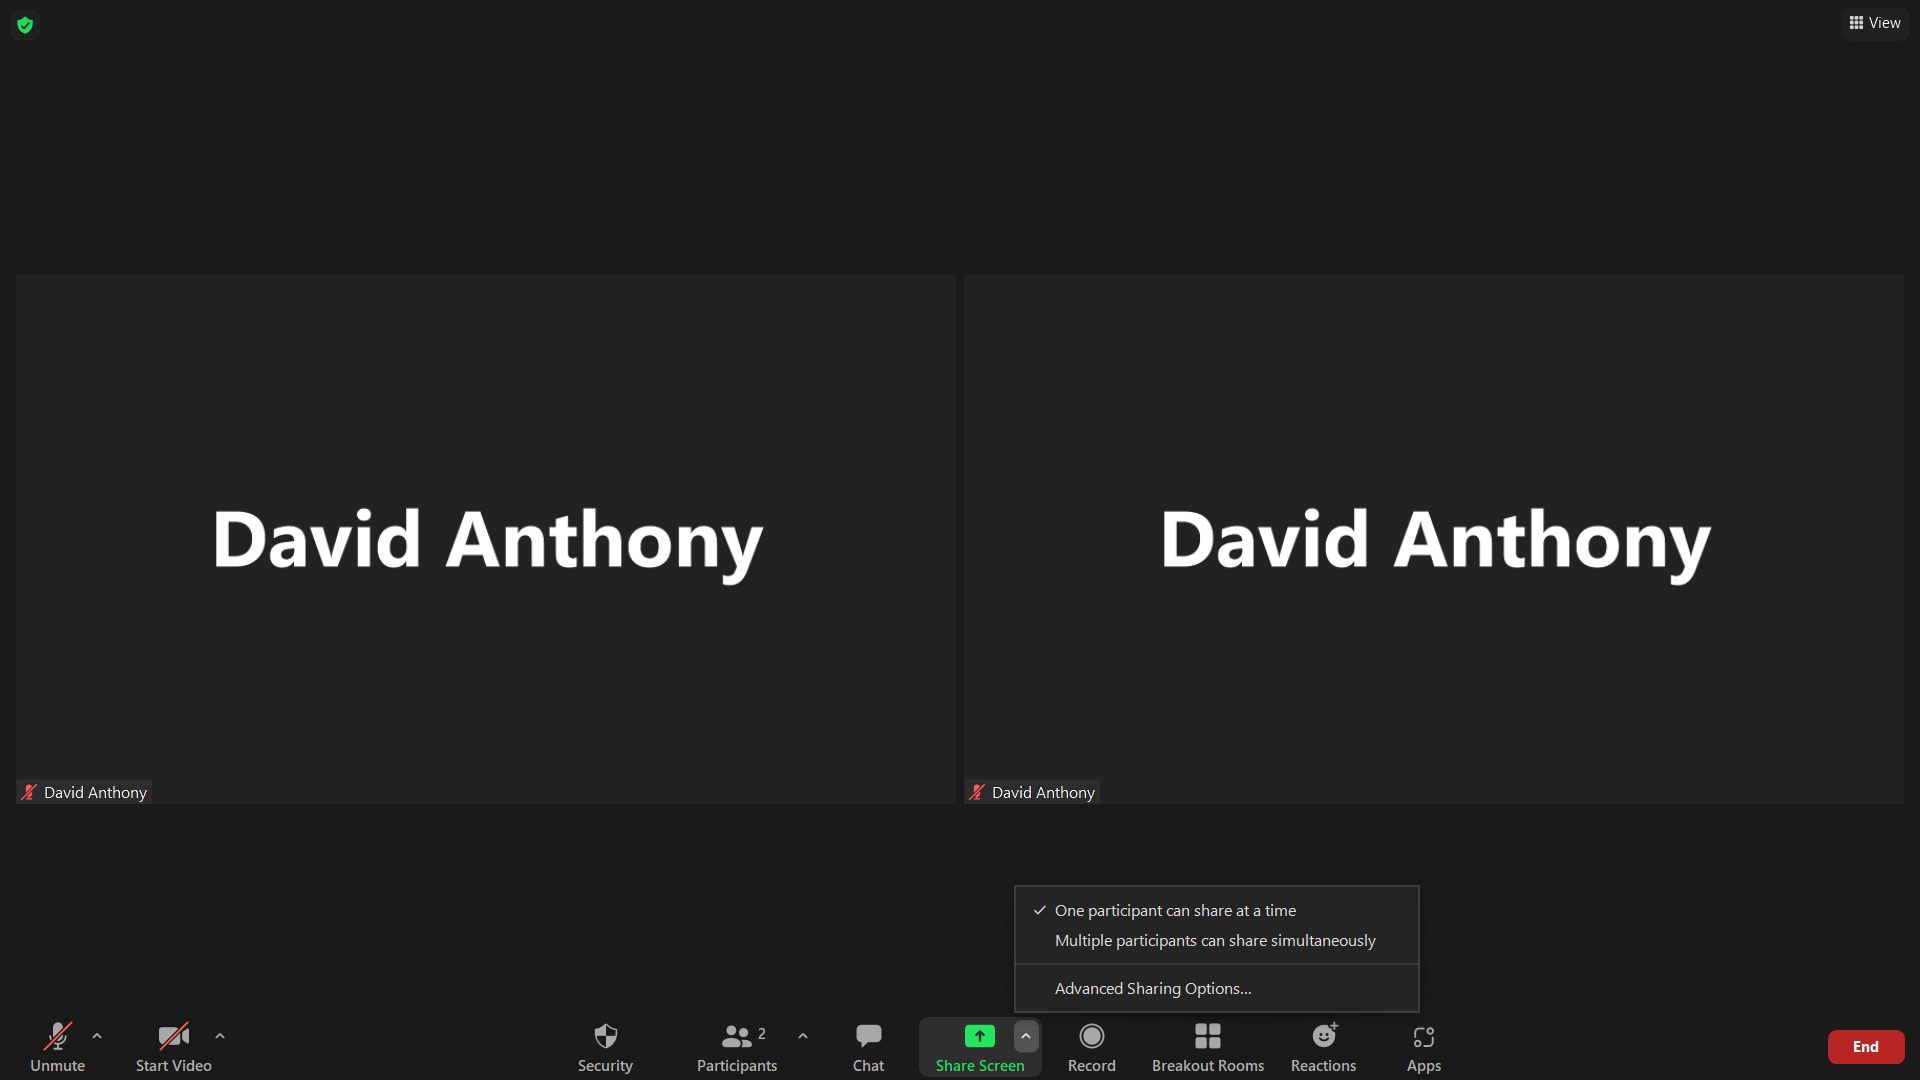 View
David Anthony
David Anthony
David Anthony
David Anthony
One participant can share at a time
Multiple participants can share simultaneously
Advanced Sharing Options...
2
Unmute
Start Video
Security
Participants
Chat
Share Screen
Record
Breakout Rooms
Reactions
Apps
End